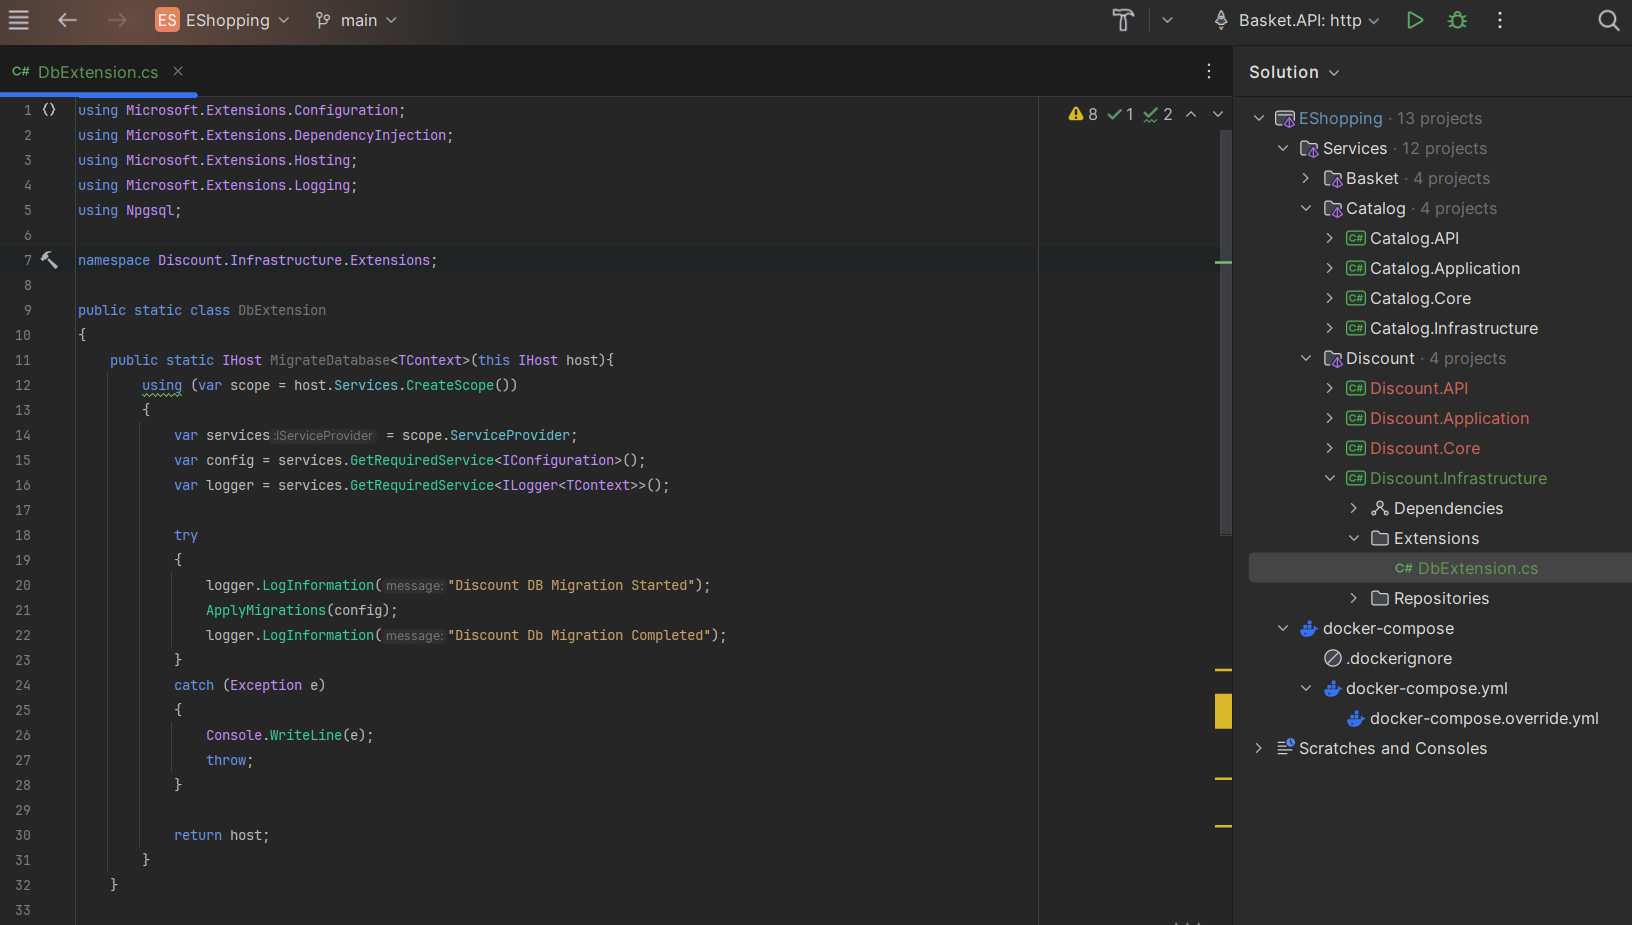 ES EShopping main Basket.API: http
C# DbExtension.cs
8 1 2
1 using Microsoft.Extensions.Configuration;
2 using Microsoft.Extensions.DependencyInjection;
3 using Microsoft.Extensions.Hosting;
4 using Microsoft.Extensions.Logging;
5 using Npgsql;
6
7 namespace Discount.Infrastructure.Extensions;
8
9 public static class DbExtension
10 {
11 public static IHost MigrateDatabase<TContext>(this IHost host){
12 using (var scope = host.Services.CreateScope())
13 {
14 var services :IServiceProvider = scope.ServiceProvider;
15 var config = services.GetRequiredService<IConfiguration>();
16 var logger = services.GetRequiredService<ILogger<TContext>>();
17
18 try
19 {
20 logger.LogInformation( message: "Discount DB Migration Started");
21 ApplyMigrations(config);
22 logger.LogInformation( message: "Discount Db Migration Completed");
23 }
24 catch (Exception e)
25 {
26 Console.WriteLine(e);
27 throw;
28 }
29
30 return host;
31 }
32 }
33
Solution
EShopping · 13 projects
Services · 12 projects
Basket · 4 projects
Catalog · 4 projects
C# Catalog.API
C# Catalog.Application
C# Catalog.Core
C# Catalog.Infrastructure
Discount · 4 projects
C# Discount.API
C# Discount.Application
C# Discount.Core
C# Discount.Infrastructure
Dependencies
Extensions
C# DbExtension.cs
Repositories
docker-compose
.dockerignore
docker-compose.yml
docker-compose.override.yml
Scratches and Consoles